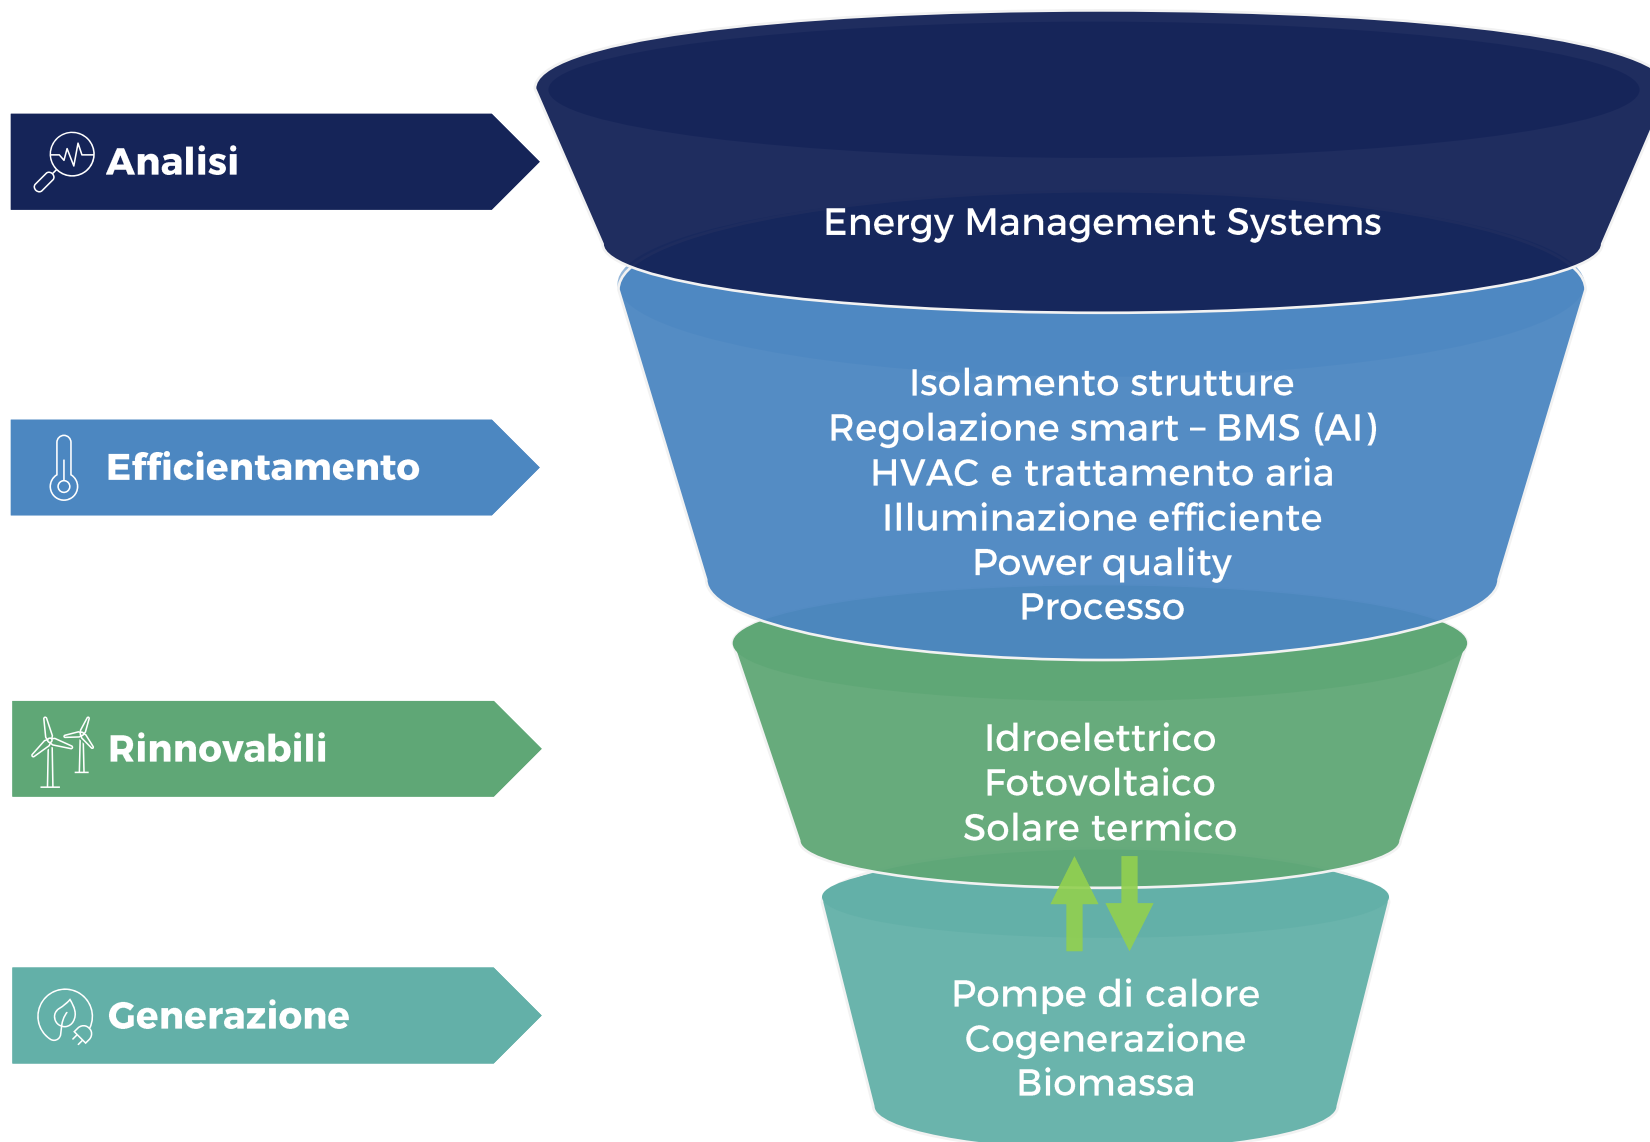 Analisi
Energy Management Systems
Efficientamento
Isolamento strutture
Regolazione smart – BMS (AI)
HVAC e trattamento aria
Illuminazione efficiente
Power quality
Processo
Rinnovabili
Idroelettrico
Fotovoltaico
Solare termico
Generazione
Pompe di calore
Cogenerazione
Biomassa